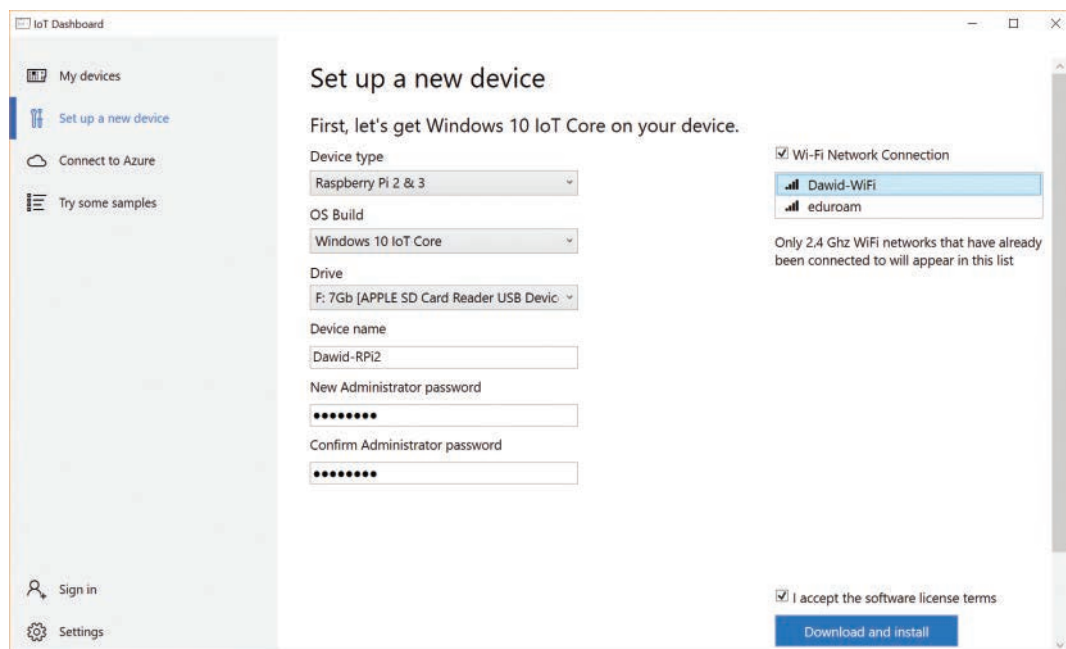 IoT Dashboard
My devices
Set up a new device
Connect to Azure
Try some samples
Sign in
Settings
Set up a new device
First, let's get Windows 10 IoT Core on your device.
Device type
Raspberry Pi 2 & 3
OS Build
Windows 10 IoT Core
Drive
F: 7Gb [APPLE SD Card Reader USB Devic
Device name
Dawid-RPi2
New Administrator password
●●●●●●●●
Confirm Administrator password
●●●●●●●●
Wi-Fi Network Connection
Dawid-WiFi
eduroam
Only 2.4 Ghz WiFi networks that have already
been connected to will appear in this list
I accept the software license terms
Download and install